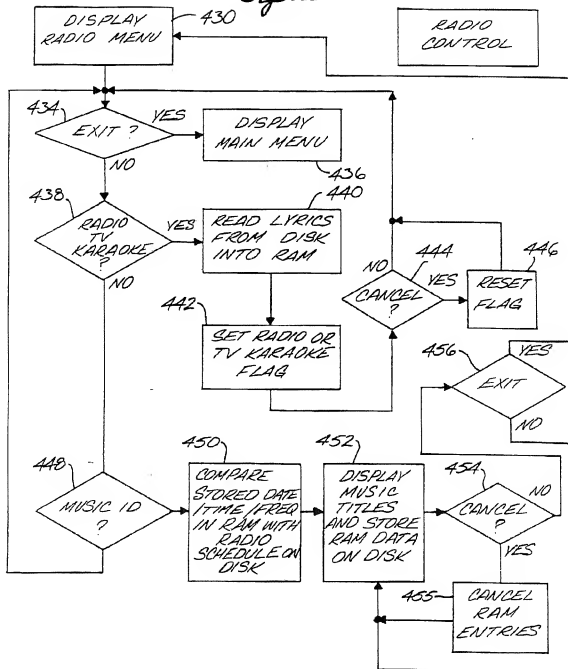 DISPLAY
RADIO MENU
430
RADIO
CONTROL
434
EXIT ?
YES
NO
DISPLAY
MAIN MENU
436
438
RADIO
TV
KARAOKE
?
YES
NO
440
READ LYRICS
FROM DISK
INTO RAM
442
SET RADIO OR
TV KARAOKE
FLAG
NO
444
CANCEL
?
YES
446
RESET
FLAG
456
YES
EXIT
NO
448
MUSIC ID
?
450
COMPARE
STORED DATE
/TIME/FREQ
IN RAM WITH
RADIO
SCHEDULE ON
DISK
452
DISPLAY
MUSIC
TITLES
AND STORE
RAM DATA
ON DISK
454
CANCEL
?
NO
YES
455
CANCEL
RAM
ENTRIES